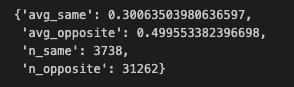 {'avg_same': 0.30063503980636597,
'avg_opposite': 0.499553382396698,
'n_same': 3738,
'n_opposite': 31262}